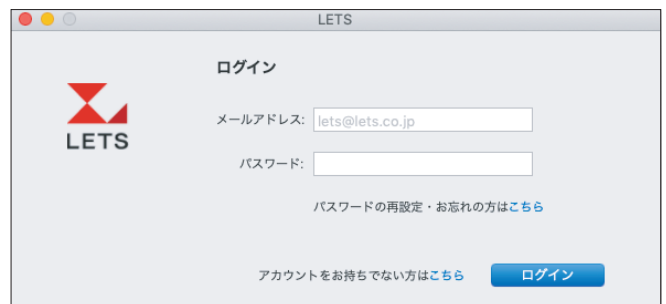 LETS
ログイン
LETS
メールアドレス: lets@lets.co.jp
パスワード:
パスワードの再設定・お忘れの方はこちら
アカウントをお持ちでない方はこちら
ログイン